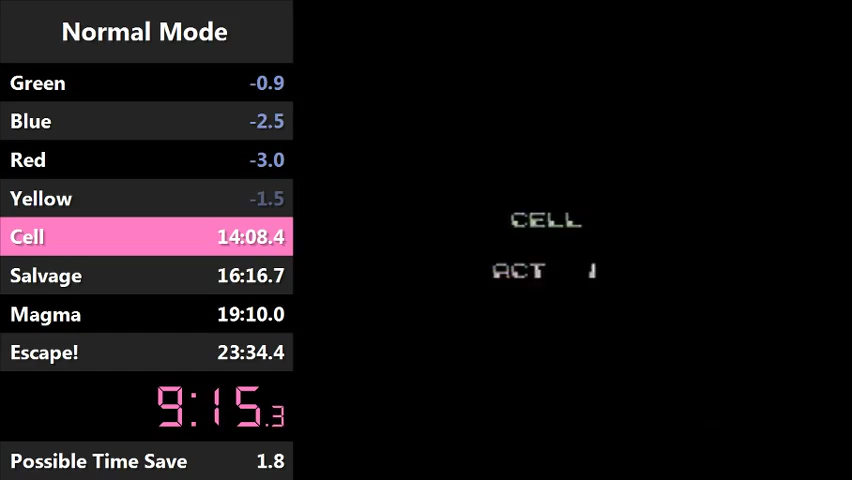 Normal Mode
Green -0.9
Blue -2.5
Red -3.0
Yellow -1.5
Cell 14:08.4
Salvage 16:16.7
Magma 19:10.0
Escape! 23:34.4
9:15.3
Possible Time Save 1.8
CELL
ACT 1